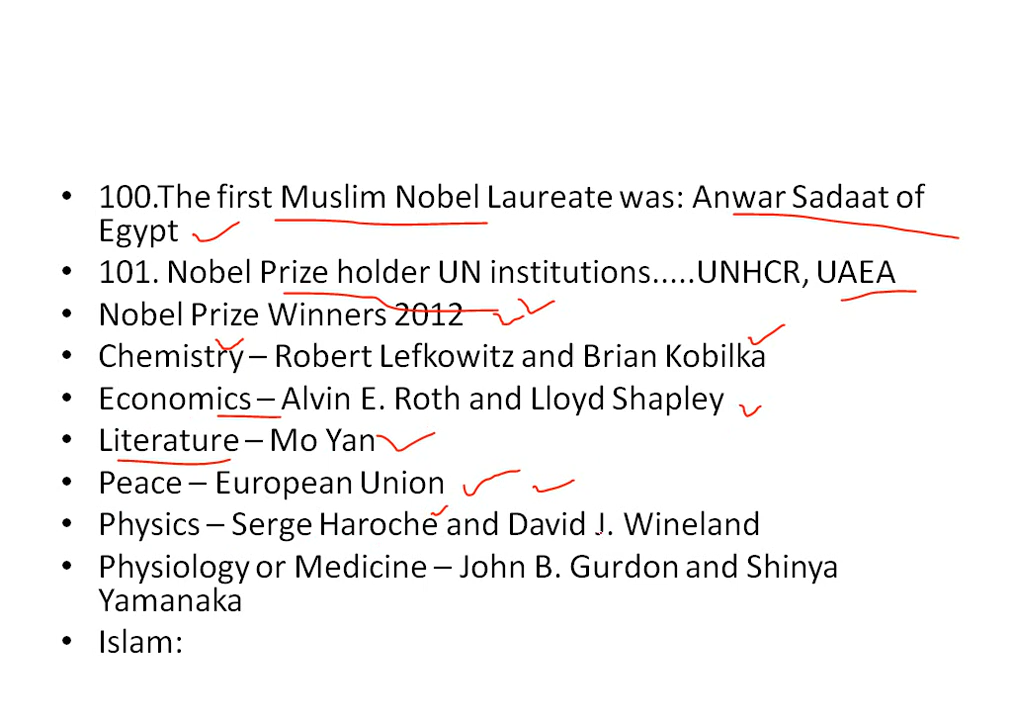 • 100.The first Muslim Nobel Laureate was: Anwar Sadaat of
Egypt
• 101. Nobel Prize holder UN institutions.....UNHCR, UAEA
• Nobel Prize Winners 2012
• Chemistry – Robert Lefkowitz and Brian Kobilka
• Economics – Alvin E. Roth and Lloyd Shapley
• Literature – Mo Yan
• Peace – European Union
• Physics – Serge Haroche and David J. Wineland
• Physiology or Medicine – John B. Gurdon and Shinya
Yamanaka
• Islam: